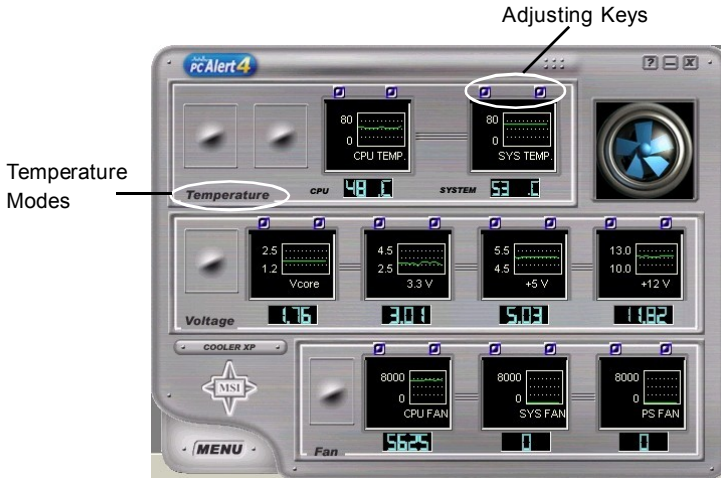 Adjusting Keys
PC Alert 4
? — X
80
0
CPU TEMP.
80
0
SYS TEMP.
Temperature
Modes
Temperature
CPU 48 .C
SYSTEM 53 .C
2.5
1.2
Vcore
4.5
2.5
3.3 V
5.5
4.5
+5 V
13.0
10.0
+12 V
Voltage
1.76
3.01
5.03
11.82
COOLER XP
MSI
8000
0
CPU FAN
8000
0
SYS FAN
8000
0
PS FAN
MENU
Fan
5625
0
0